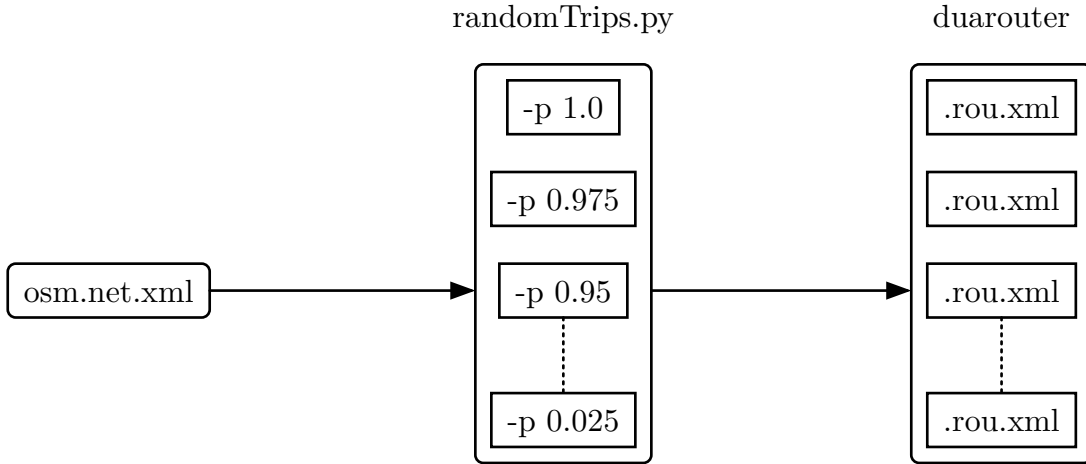 randomTrips.py
duarouter
osm.net.xml
-p 1.0
-p 0.975
-p 0.95
-p 0.025
.rou.xml
.rou.xml
.rou.xml
.rou.xml